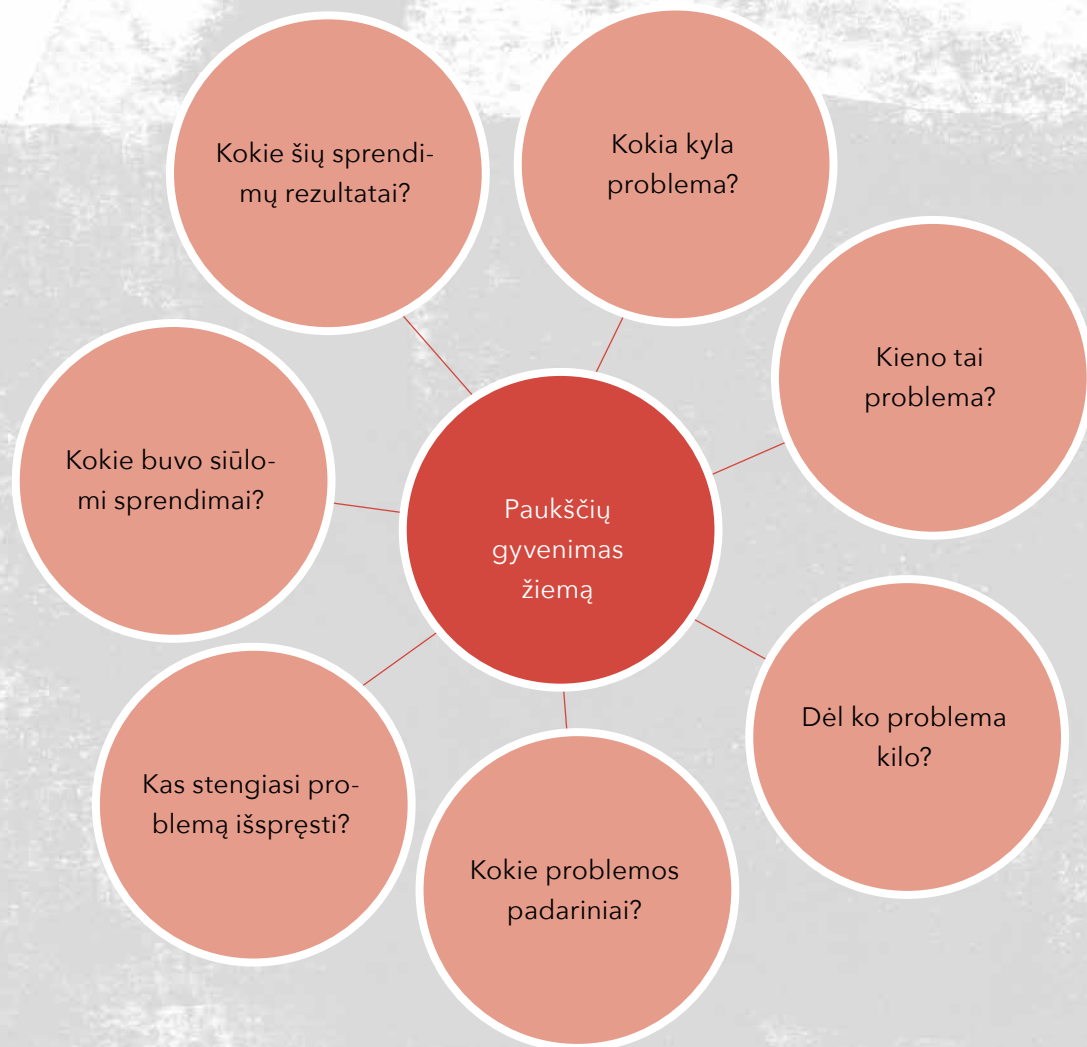 Kokie šių sprendi-
mų rezultatai?
Kokia kyla
problema?
Kieno tai
problema?
Kokie buvo siūlo-
mi sprendimai?
Paukščių
gyvenimas
žiemą
Dėl ko problema
kilo?
Kas stengiasi pro-
blemą išspręsti?
Kokie problemos
padariniai?